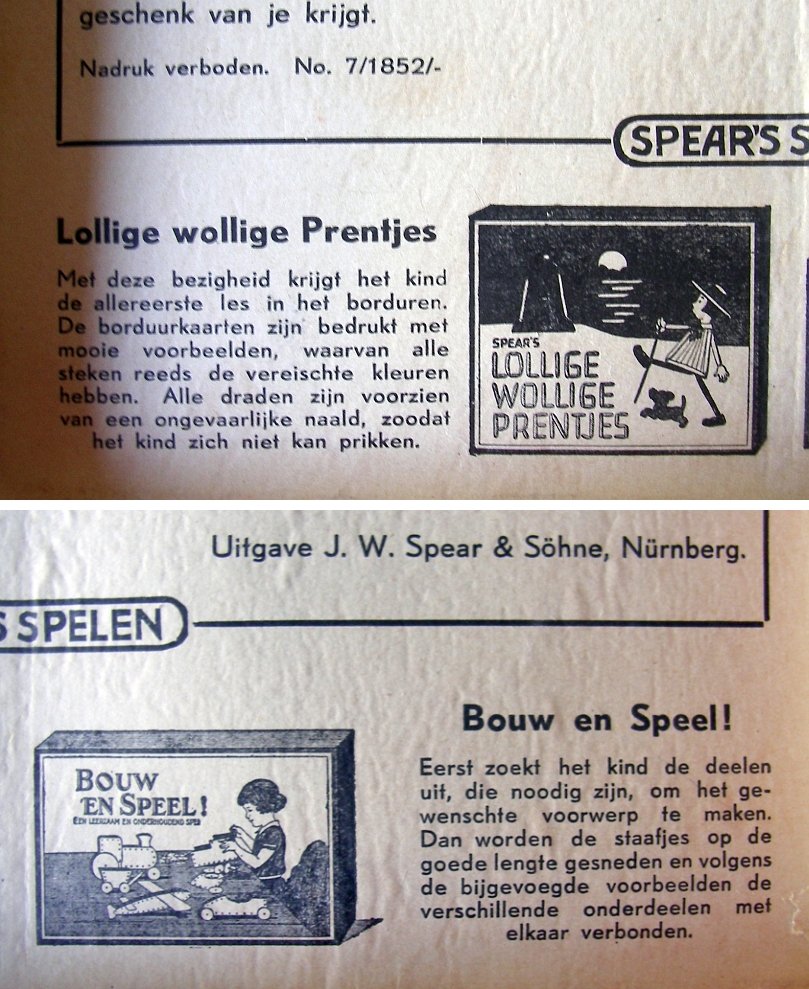 geschenk van je krijgt.
Nadruk verboden. No. 7/1852/-
SPEAR'S S
Lollige wollige Prentjes
Met deze bezigheid krijgt het kind
de allereerste les in het borduren.
De borduurkaarten zijn bedrukt met
mooie voorbeelden, waarvan alle
steken reeds de vereischte kleuren
hebben. Alle draden zijn voorzien
van een ongevaarlijke naald, zoodat
het kind zich niet kan prikken.
SPEAR'S
LOLLIGE
WOLLIGE
PRENTJES
Uitgave J. W. Spear & Söhne, Nürnberg.
S SPELEN
Bouw en Speel!
Eerst zoekt het kind de deelen
uit, die noodig zijn, om het ge-
wenschte voorwerp te maken.
Dan worden de staafjes op de
goede lengte gesneden en volgens
de bijgevoegde voorbeelden de
verschillende onderdeelen met
elkaar verbonden.
BOUW
EN SPEEL!
EEN LEERZAAM EN ONDERHOUDEND SPEL